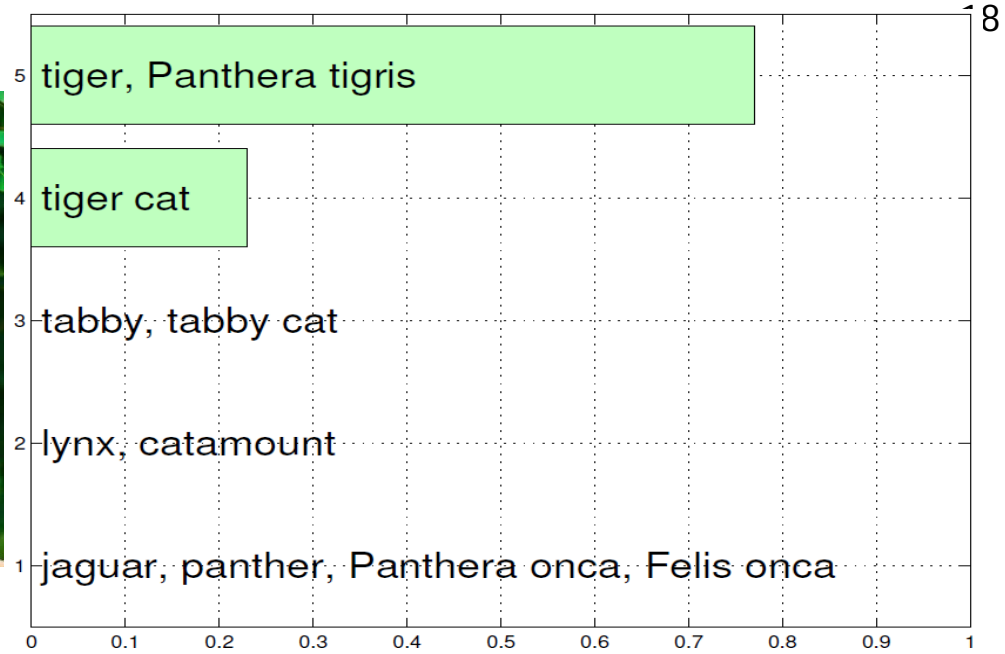 8
5 tiger, Panthera tigris
4 tiger cat
3 tabby, tabby cat
2 lynx, catamount
1 jaguar, panther, Panthera onca, Felis onca
0 0.1 0.2 0.3 0.4 0.5 0.6 0.7 0.8 0.9 1